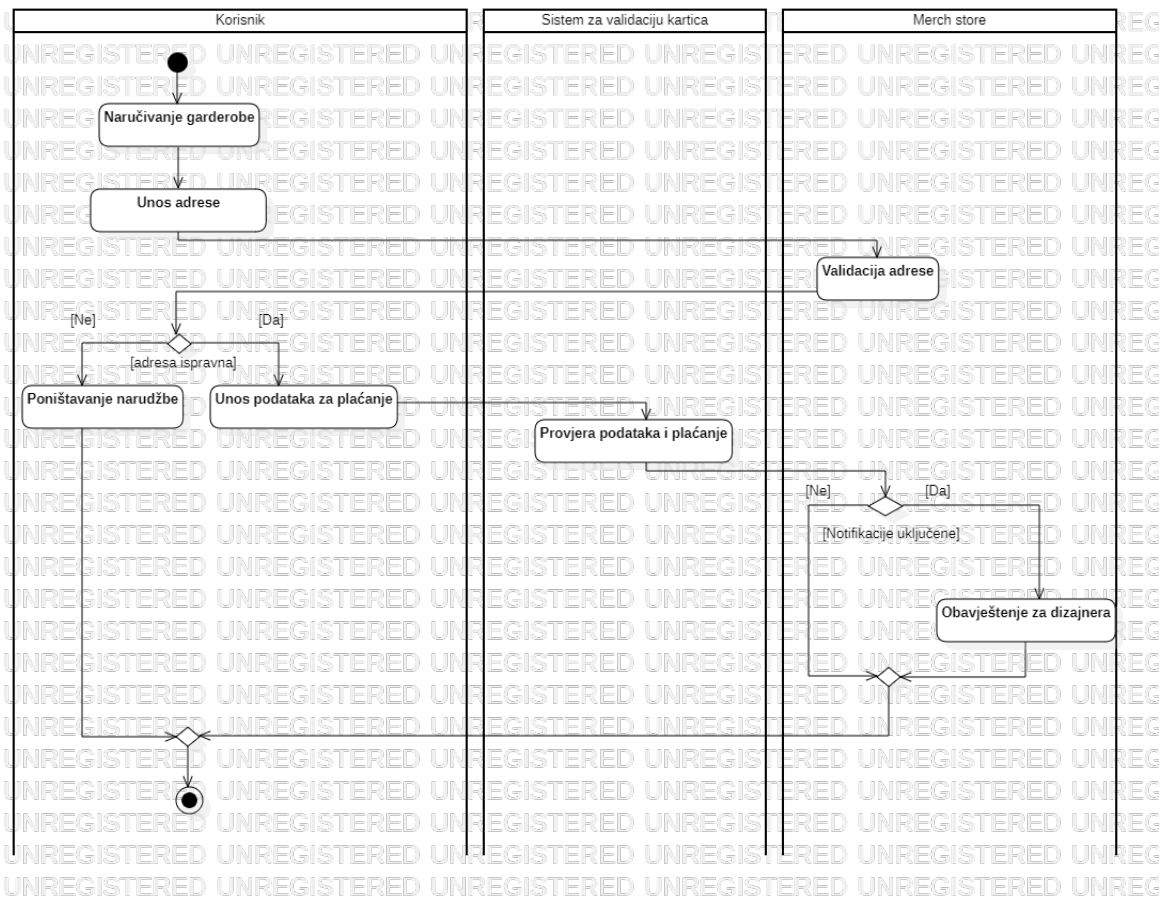 Korisnik
Sistem za validaciju kartica
Merch store
Naručivanje garderobe
Unos adrese
Validacija adrese
[Ne]
[Da]
[adresa ispravna]
Poništavanje narudžbe
Unos podataka za plaćanje
Provjera podataka i plaćanje
[Ne]
[Da]
[Notifikacije uključene]
Obavještenje za dizajnera
UNREGISTERED